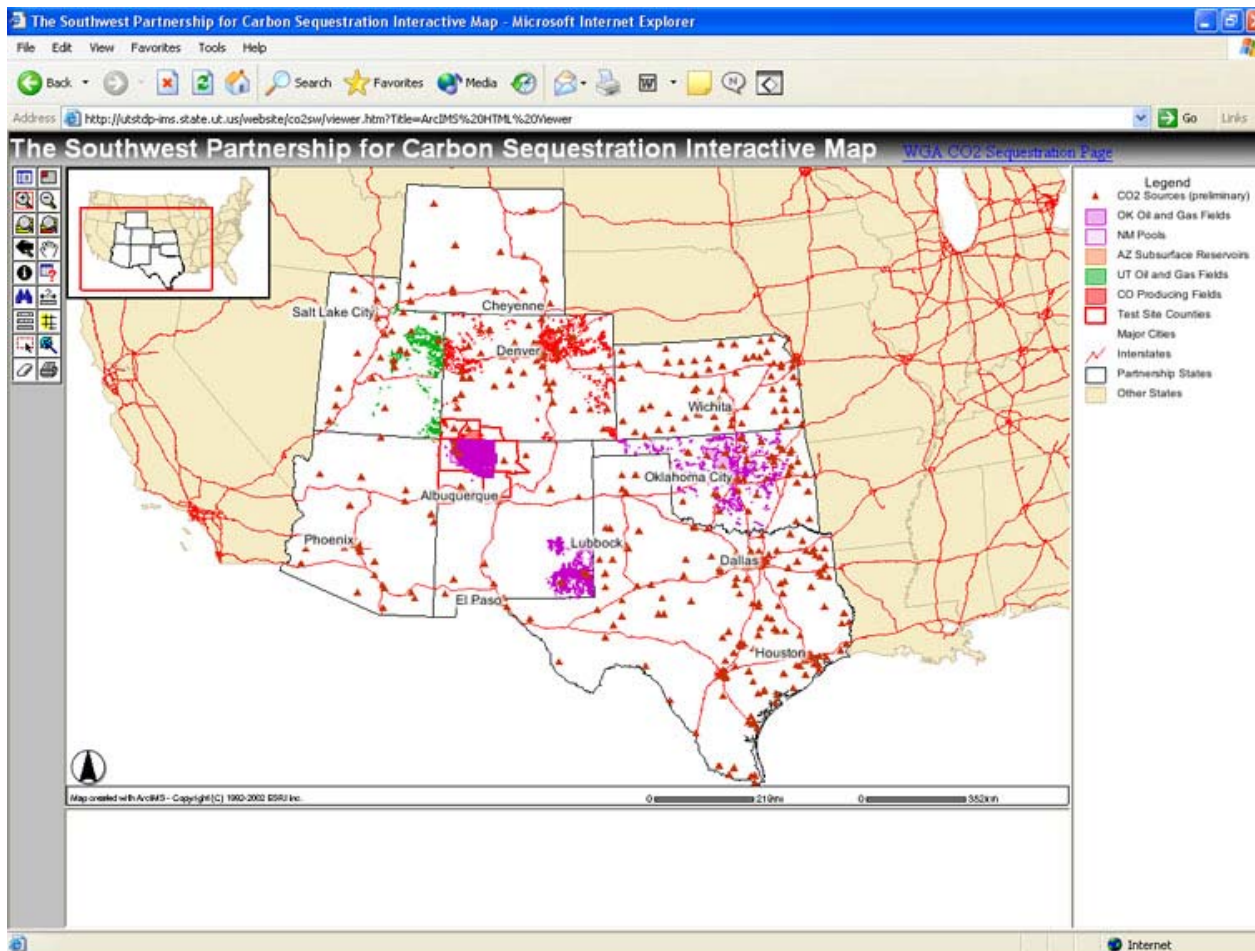 The Southwest Partnership for Carbon Sequestration Interactive Map - Microsoft Internet Explorer
File Edit View Favorites Tools Help
Back Search Favorites Media
Address http://utstdp-ims.state.ut.us/website/co2sw/viewer.htm?Title=ArcIMS%20HTML%20Viewer Go Links
The Southwest Partnership for Carbon Sequestration Interactive Map WGA CO2 Sequestration Page
Legend
CO2 Sources (preliminary)
OK Oil and Gas Fields
NM Pools
AZ Subsurface Reservoirs
UT Oil and Gas Fields
CO Producing Fields
Test Site Counties
Major Cities
Interstates
Partnership States
Other States
Salt Lake City
Cheyenne
Denver
Wichita
Oklahoma City
Albuquerque
Phoenix
Lubbock
Dallas
El Paso
Houston
Map created with ArcIMS - Copyright (C) 1992-2002 ESRI Inc.
0 219mi 0 352km
Internet